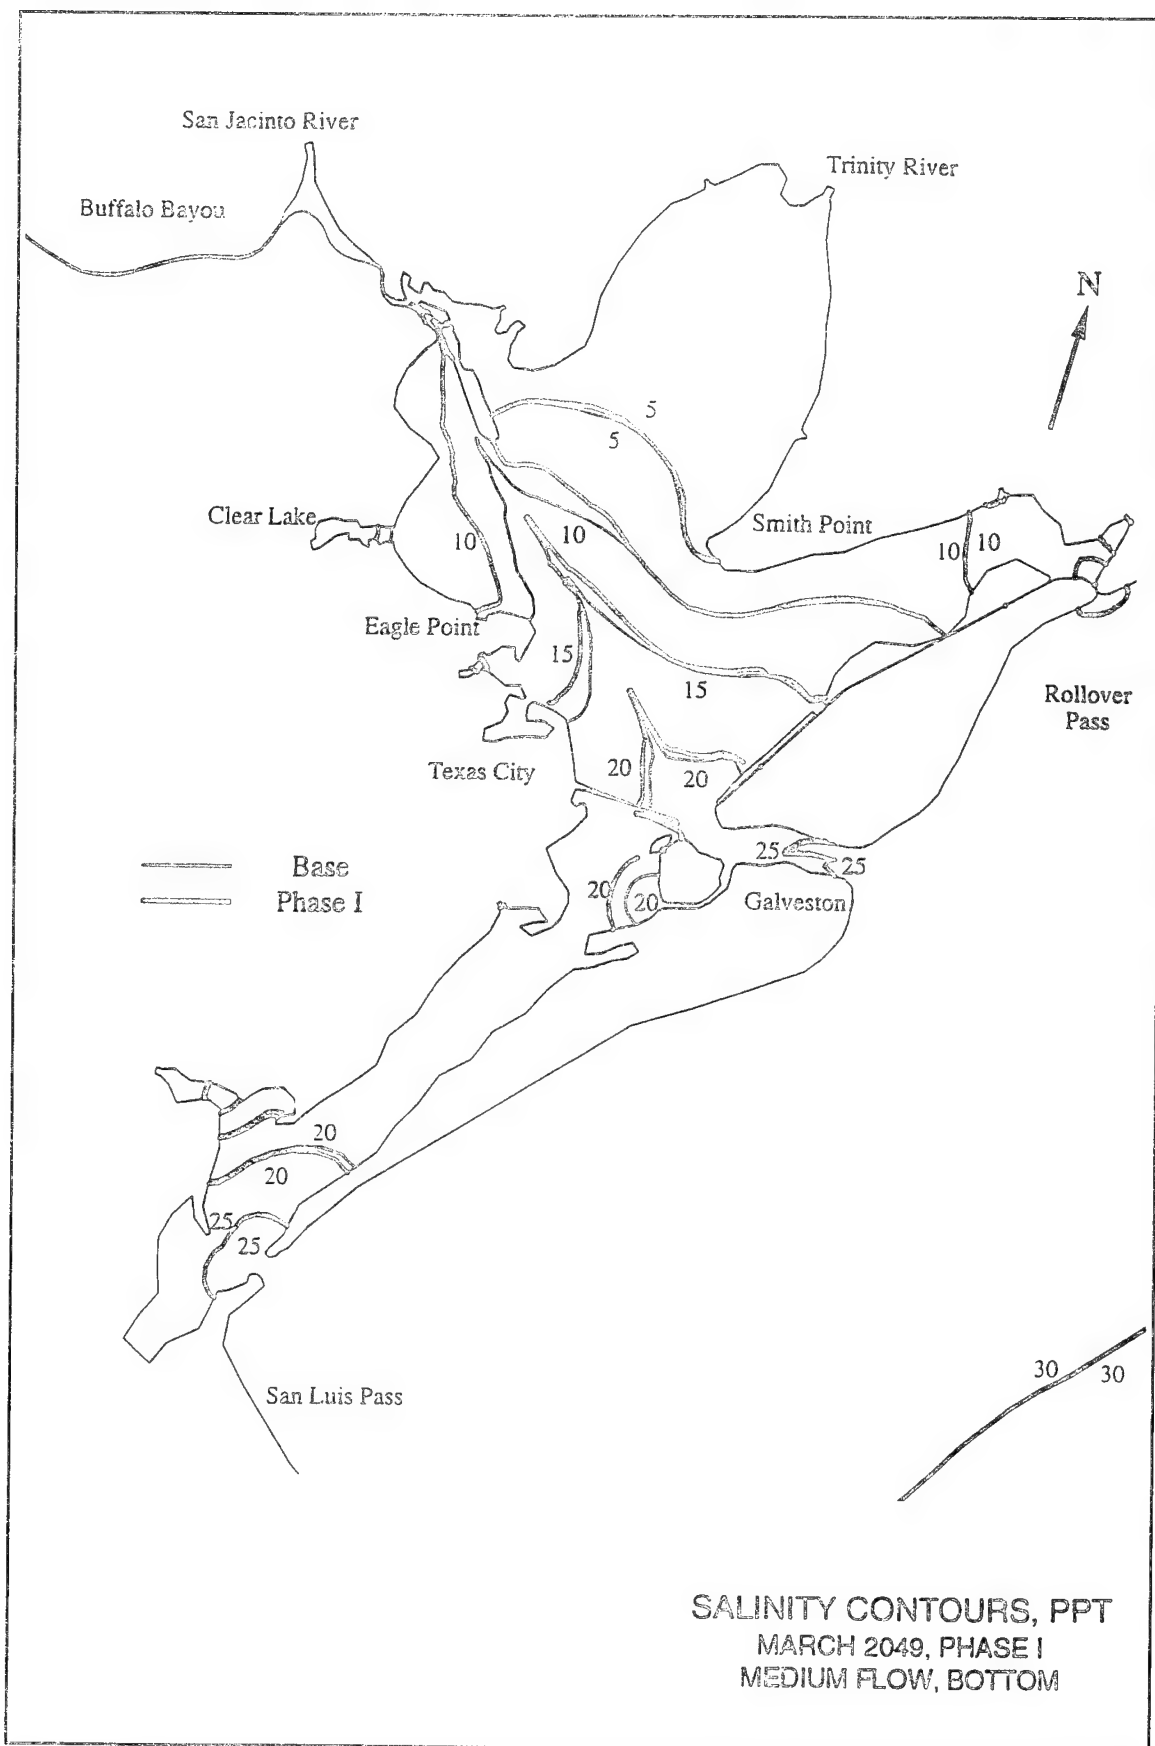 San Jacinto River
Trinity River
Buffalo Bayou
N
5
5
Clear Lake
10
10
Smith Point
10
10
Eagle Point
15
15
Rollover
Pass
Texas City
20
20
Base
Phase I
25
25
20
20
Galveston
20
20
25
25
San Luis Pass
30
30
SALINITY CONTOURS, PPT
MARCH 2049, PHASE I
MEDIUM FLOW, BOTTOM